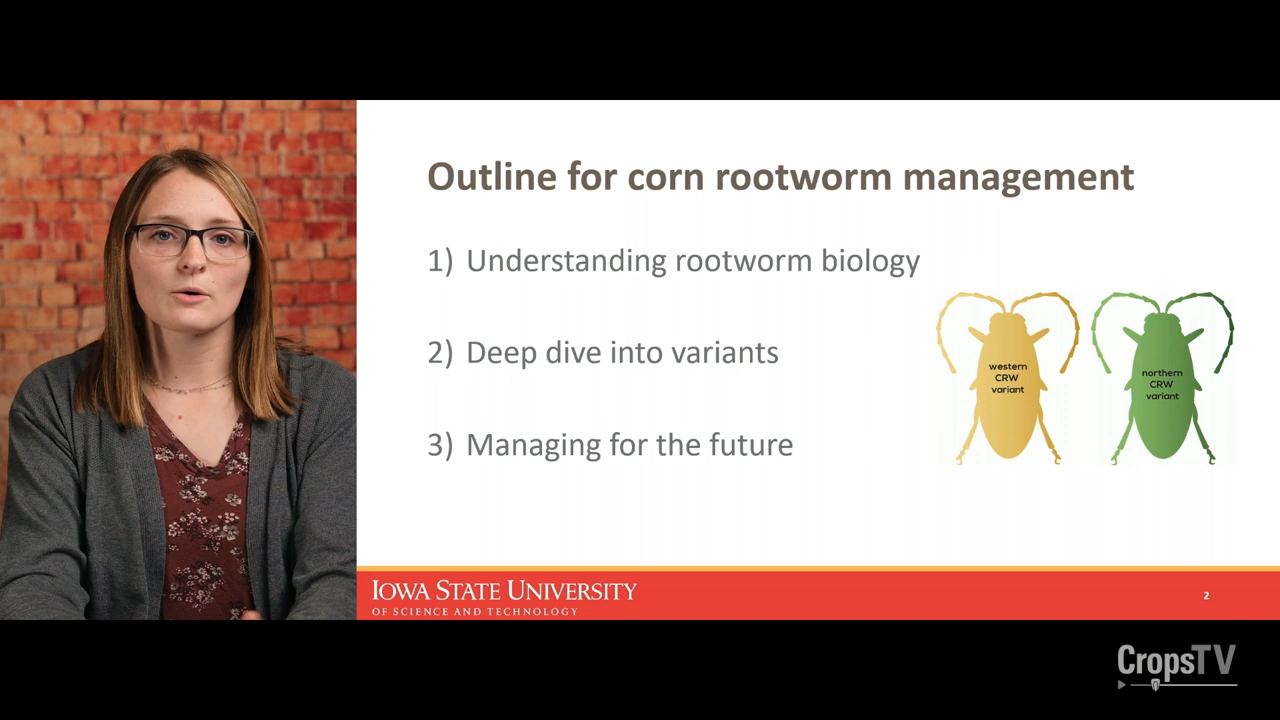 Outline for corn rootworm management
1) Understanding rootworm biology
2) Deep dive into variants
3) Managing for the future
western
CRW
variant
northern
CRW
variant
IOWA STATE UNIVERSITY
OF SCIENCE AND TECHNOLOGY
2
CropsTV